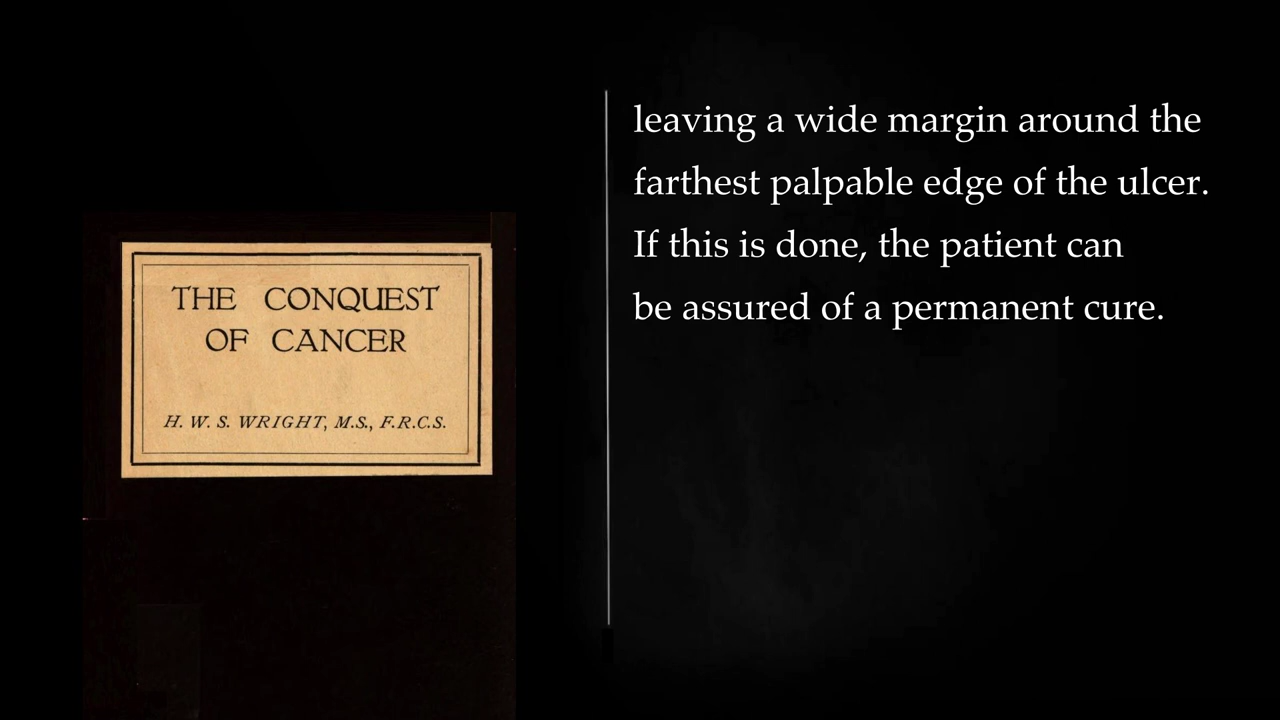 THE CONQUEST
OF CANCER
H. W. S. WRIGHT, M.S., F.R.C.S.
leaving a wide margin around the
farthest palpable edge of the ulcer.
If this is done, the patient can
be assured of a permanent cure.